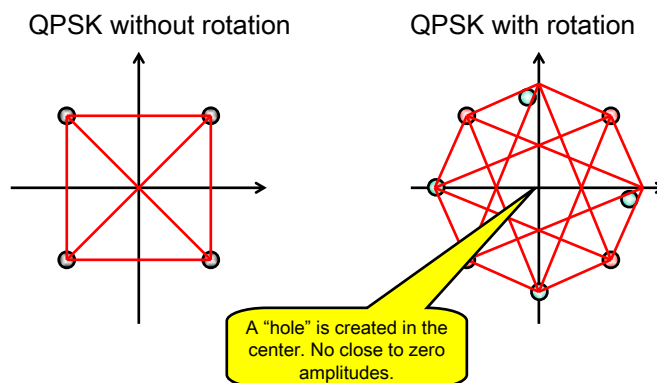 QPSK without rotation
QPSK with rotation
A “hole” is created in the
center. No close to zero
amplitudes.